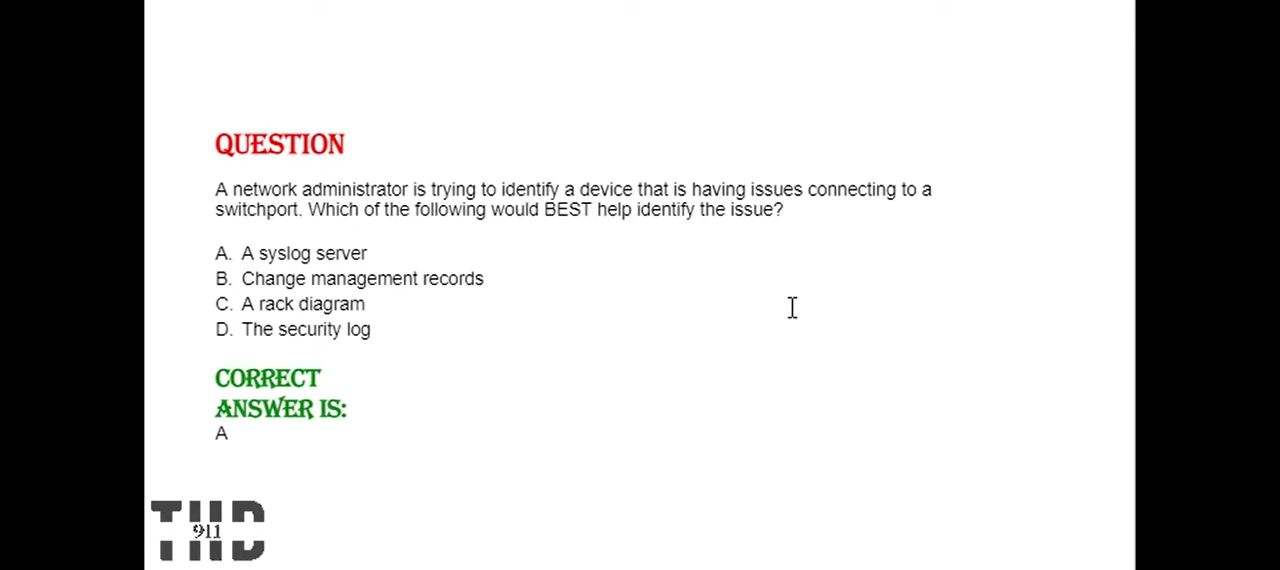 QUESTION
A network administrator is trying to identify a device that is having issues connecting to a
switchport. Which of the following would BEST help identify the issue?
A. A syslog server
B. Change management records
C. A rack diagram
D. The security log
CORRECT
ANSWER IS:
A
THD
911